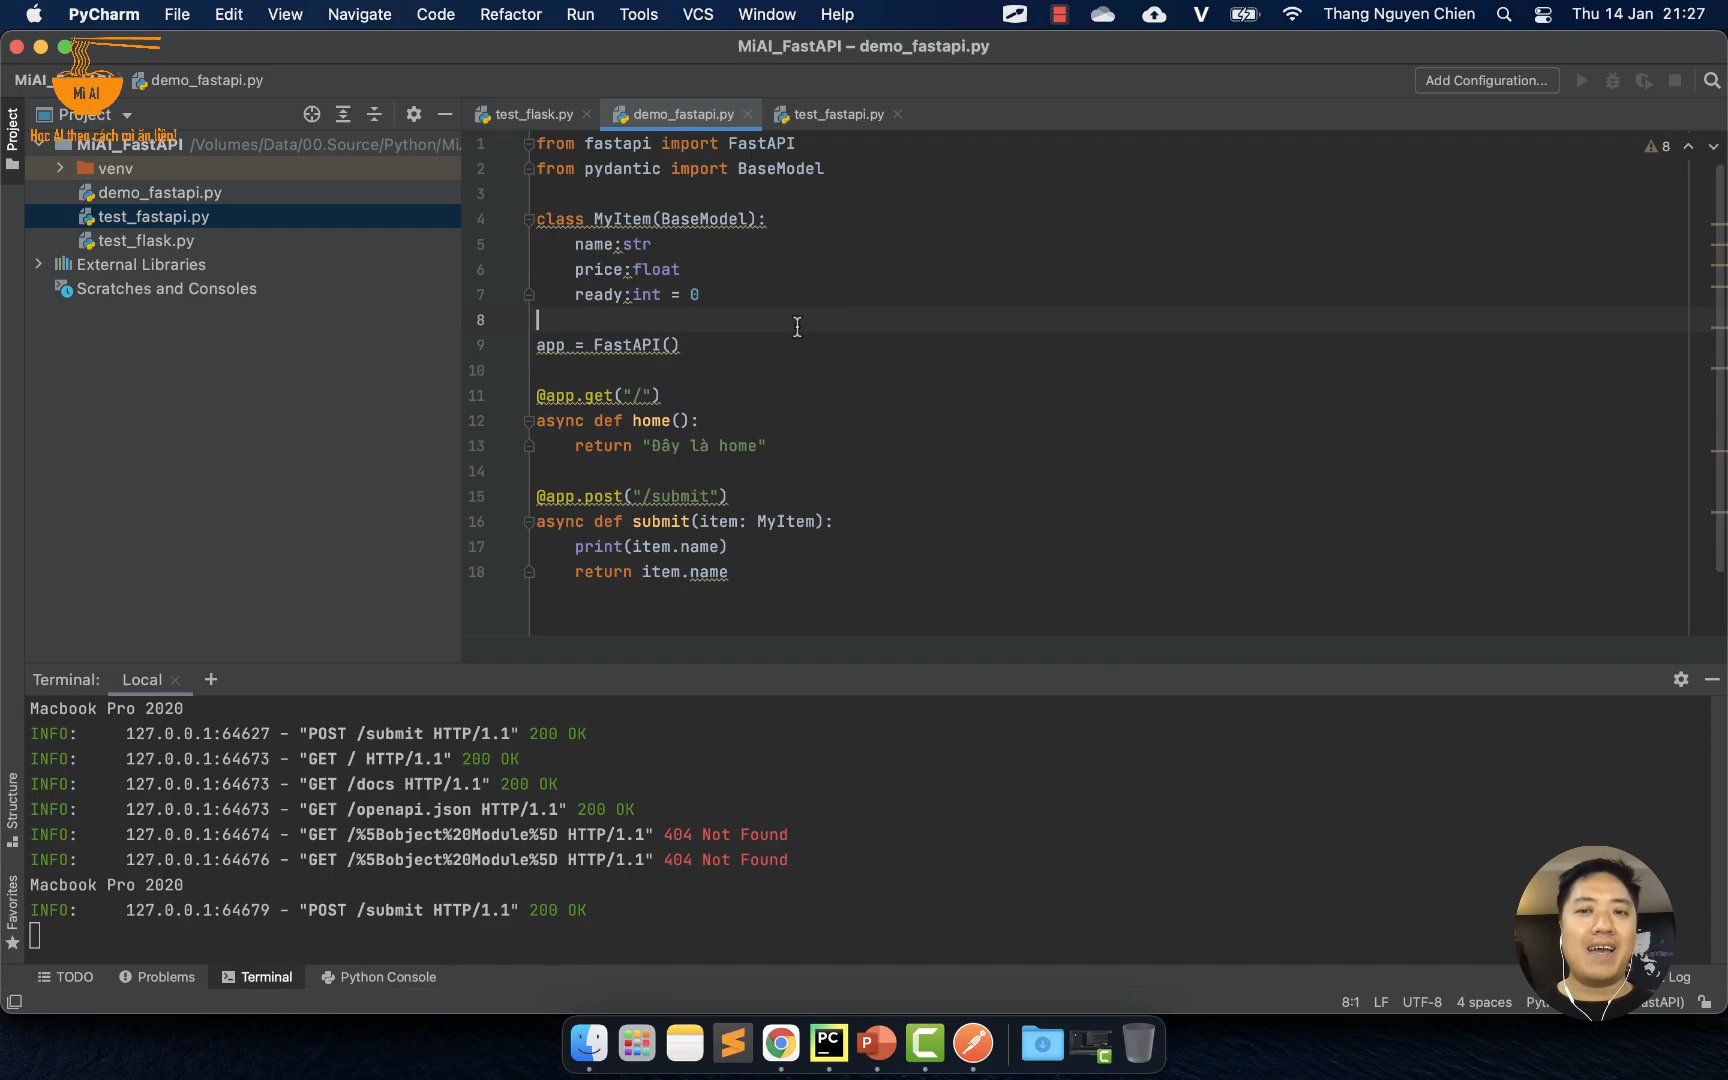 PyCharm File Edit View Navigate Code Refactor Run Tools VCS Window Help V Thang Nguyen Chien Thu 14 Jan 21:27
MiAI_FastAPI – demo_fastapi.py
demo_fastapi.py Add Configuration...
Mì AI
Học AI theo cách mì ăn liền!
Project
Project
test_flask.py demo_fastapi.py test_fastapi.py
MiAI_FastAPI /Volumes/Data/00.Source/Python/Mi
venv
demo_fastapi.py
test_fastapi.py
test_flask.py
External Libraries
Scratches and Consoles
8
1 from fastapi import FastAPI
2 from pydantic import BaseModel
3
4 class MyItem(BaseModel):
5 name:str
6 price:float
7 ready:int = 0
8
9 app = FastAPI()
10
11 @app.get("/")
12 async def home():
13 return "Đây là home"
14
15 @app.post("/submit")
16 async def submit(item: MyItem):
17 print(item.name)
18 return item.name
Terminal: Local
Macbook Pro 2020
INFO: 127.0.0.1:64627 - "POST /submit HTTP/1.1" 200 OK
INFO: 127.0.0.1:64673 - "GET / HTTP/1.1" 200 OK
INFO: 127.0.0.1:64673 - "GET /docs HTTP/1.1" 200 OK
INFO: 127.0.0.1:64673 - "GET /openapi.json HTTP/1.1" 200 OK
INFO: 127.0.0.1:64674 - "GET /%5Bobject%20Module%5D HTTP/1.1" 404 Not Found
INFO: 127.0.0.1:64676 - "GET /%5Bobject%20Module%5D HTTP/1.1" 404 Not Found
Macbook Pro 2020
INFO: 127.0.0.1:64679 - "POST /submit HTTP/1.1" 200 OK
Structure
Favorites
TODO Problems Terminal Python Console Log
8:1 LF UTF-8 4 spaces
PC P C